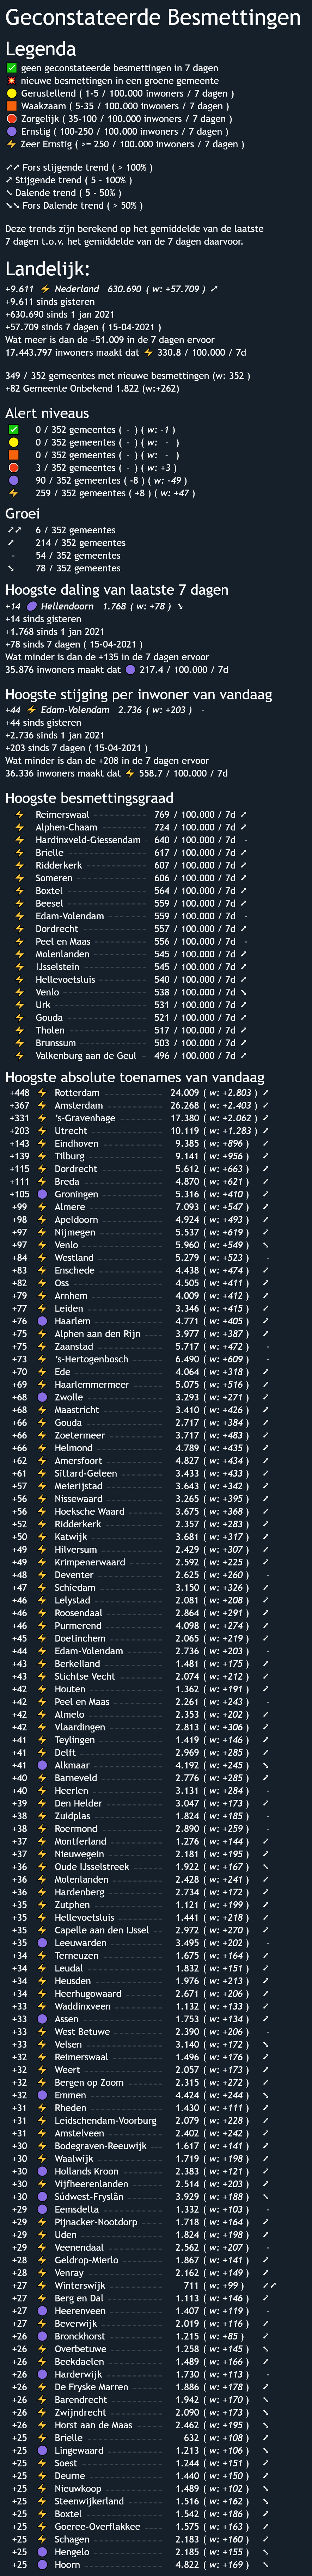 Geconstateerde Besmettingen
Legenda
geen geconstateerde besmettingen in 7 dagen
nieuwe besmettingen in een groene gemeente
Gerustellend ( 1-5 / 100.000 inwoners / 7 dagen )
Waakzaam ( 5-35 / 100.000 inwoners / 7 dagen )
Zorgelijk ( 35-100 / 100.000 inwoners / 7 dagen )
Ernstig ( 100-250 / 100.000 inwoners / 7 dagen )
Zeer Ernstig ( >= 250 / 100.000 inwoners / 7 dagen )
Fors stijgende trend ( > 100% )
Stijgende trend ( 5 - 100% )
Dalende trend ( 5 - 50% )
Fors Dalende trend ( > 50% )
Deze trends zijn berekend op het gemiddelde van de laatste
7 dagen t.o.v. het gemiddelde van de 7 dagen daarvoor.
Landelijk:
+9.611 Nederland 630.690 ( w: +57.709 )
+9.611 sinds gisteren
+630.690 sinds 1 jan 2021
+57.709 sinds 7 dagen ( 15-04-2021 )
Wat meer is dan de +51.009 in de 7 dagen ervoor
17.443.797 inwoners maakt dat 330.8 / 100.000 / 7d
349 / 352 gemeentes met nieuwe besmettingen (w: 352 )
+82 Gemeente Onbekend 1.822 (w:+262)
Alert niveaus
0 / 352 gemeentes ( - ) ( w: -1 )
0 / 352 gemeentes ( - ) ( w: - )
0 / 352 gemeentes ( - ) ( w: - )
3 / 352 gemeentes ( - ) ( w: +3 )
90 / 352 gemeentes ( -8 ) ( w: -49 )
259 / 352 gemeentes ( +8 ) ( w: +47 )
Groei
6 / 352 gemeentes
214 / 352 gemeentes
- 54 / 352 gemeentes
78 / 352 gemeentes
Hoogste daling van laatste 7 dagen
+14 Hellendoorn 1.768 ( w: +78 )
+14 sinds gisteren
+1.768 sinds 1 jan 2021
+78 sinds 7 dagen ( 15-04-2021 )
Wat minder is dan de +135 in de 7 dagen ervoor
35.876 inwoners maakt dat 217.4 / 100.000 / 7d
Hoogste stijging per inwoner van vandaag
+44 Edam-Volendam 2.736 ( w: +203 ) -
+44 sinds gisteren
+2.736 sinds 1 jan 2021
+203 sinds 7 dagen ( 15-04-2021 )
Wat minder is dan de +208 in de 7 dagen ervoor
36.336 inwoners maakt dat 558.7 / 100.000 / 7d
Hoogste besmettingsgraad
Reimerswaal 769 / 100.000 / 7d
Alphen-Chaam 724 / 100.000 / 7d
Hardinxveld-Giessendam 640 / 100.000 / 7d -
Brielle 617 / 100.000 / 7d
Ridderkerk 607 / 100.000 / 7d
Someren 606 / 100.000 / 7d
Boxtel 564 / 100.000 / 7d
Beesel 559 / 100.000 / 7d
Edam-Volendam 559 / 100.000 / 7d -
Dordrecht 557 / 100.000 / 7d
Peel en Maas 556 / 100.000 / 7d -
Molenlanden 545 / 100.000 / 7d
IJsselstein 545 / 100.000 / 7d
Hellevoetsluis 540 / 100.000 / 7d
Venlo 538 / 100.000 / 7d
Urk 531 / 100.000 / 7d
Gouda 521 / 100.000 / 7d
Tholen 517 / 100.000 / 7d
Brunssum 503 / 100.000 / 7d
Valkenburg aan de Geul 496 / 100.000 / 7d
Hoogste absolute toenames van vandaag
+448 Rotterdam 24.009 ( w: +2.803 )
+367 Amsterdam 26.268 ( w: +2.403 )
+331 's-Gravenhage 17.380 ( w: +2.062 )
+203 Utrecht 10.119 ( w: +1.283 )
+143 Eindhoven 9.385 ( w: +896 )
+139 Tilburg 9.141 ( w: +956 )
+115 Dordrecht 5.612 ( w: +663 )
+111 Breda 4.870 ( w: +621 )
+105 Groningen 5.316 ( w: +410 )
+99 Almere 7.093 ( w: +547 )
+98 Apeldoorn 4.924 ( w: +493 )
+97 Nijmegen 5.537 ( w: +619 )
+97 Venlo 5.960 ( w: +549 )
+84 Westland 5.279 ( w: +523 ) -
+83 Enschede 4.438 ( w: +474 )
+82 Oss 4.505 ( w: +411 )
+79 Arnhem 4.009 ( w: +412 )
+77 Leiden 3.346 ( w: +415 )
+76 Haarlem 4.771 ( w: +405 )
+75 Alphen aan den Rijn 3.977 ( w: +387 )
+75 Zaanstad 5.717 ( w: +472 ) -
+73 's-Hertogenbosch 6.490 ( w: +609 ) -
+70 Ede 4.064 ( w: +318 )
+69 Haarlemmermeer 5.075 ( w: +516 )
+68 Zwolle 3.293 ( w: +271 )
+68 Maastricht 3.410 ( w: +426 )
+66 Gouda 2.717 ( w: +384 )
+66 Zoetermeer 3.717 ( w: +483 )
+66 Helmond 4.789 ( w: +435 )
+62 Amersfoort 4.827 ( w: +434 )
+61 Sittard-Geleen 3.433 ( w: +433 )
+57 Meierijstad 3.643 ( w: +342 )
+56 Nissewaard 3.265 ( w: +395 )
+56 Hoeksche Waard 3.675 ( w: +368 )
+52 Ridderkerk 2.357 ( w: +283 )
+50 Katwijk 3.681 ( w: +317 )
+49 Hilversum 2.429 ( w: +307 )
+49 Krimpenerwaard 2.592 ( w: +225 )
+48 Deventer 2.625 ( w: +260 ) -
+47 Schiedam 3.150 ( w: +326 )
+46 Lelystad 2.081 ( w: +208 )
+46 Roosendaal 2.864 ( w: +291 )
+46 Purmerend 4.098 ( w: +274 )
+45 Doetinchem 2.065 ( w: +219 )
+44 Edam-Volendam 2.736 ( w: +203 ) -
+43 Berkelland 1.481 ( w: +175 )
+43 Stichtse Vecht 2.074 ( w: +212 )
+42 Houten 1.362 ( w: +191 )
+42 Peel en Maas 2.261 ( w: +243 ) -
+42 Almelo 2.353 ( w: +202 )
+42 Vlaardingen 2.813 ( w: +306 )
+41 Teylingen 1.419 ( w: +146 )
+41 Delft 2.969 ( w: +285 )
+41 Alkmaar 4.192 ( w: +245 )
+40 Barneveld 2.776 ( w: +285 ) -
+40 Heerlen 3.131 ( w: +284 ) -
+39 Den Helder 3.047 ( w: +173 )
+38 Zuidplas 1.824 ( w: +185 ) -
+38 Roermond 2.890 ( w: +259 ) -
+37 Montferland 1.276 ( w: +144 )
+37 Nieuwegein 2.181 ( w: +195 )
+36 Oude IJsselstreek 1.922 ( w: +167 )
+36 Molenlanden 2.428 ( w: +241 )
+36 Hardenberg 2.734 ( w: +172 )
+35 Zutphen 1.121 ( w: +199 )
+35 Hellevoetsluis 1.441 ( w: +218 )
+35 Capelle aan den IJssel 2.972 ( w: +270 )
+35 Leeuwarden 3.495 ( w: +202 ) -
+34 Terneuzen 1.675 ( w: +164 )
+34 Leudal 1.832 ( w: +151 )
+34 Heusden 1.976 ( w: +213 )
+34 Heerhugowaard 2.671 ( w: +206 )
+33 Waddinxveen 1.132 ( w: +133 )
+33 Assen 1.753 ( w: +134 )
+33 West Betuwe 2.390 ( w: +206 ) -
+33 Velsen 3.140 ( w: +172 )
+32 Reimerswaal 1.496 ( w: +176 )
+32 Weert 2.057 ( w: +173 )
+32 Bergen op Zoom 2.315 ( w: +272 )
+32 Emmen 4.424 ( w: +244 )
+31 Rheden 1.430 ( w: +111 )
+31 Leidschendam-Voorburg 2.079 ( w: +228 )
+31 Amstelveen 2.402 ( w: +242 )
+30 Bodegraven-Reeuwijk 1.617 ( w: +141 )
+30 Waalwijk 1.719 ( w: +198 )
+30 Hollands Kroon 2.383 ( w: +121 )
+30 Vijfheerenlanden 2.514 ( w: +203 )
+30 Súdwest-Fryslân 3.929 ( w: +188 )
+29 Eemsdelta 1.332 ( w: +103 ) -
+29 Pijnacker-Nootdorp 1.718 ( w: +164 )
+29 Uden 1.824 ( w: +198 )
+29 Veenendaal 2.562 ( w: +207 ) -
+28 Geldrop-Mierlo 1.867 ( w: +141 )
+28 Venray 2.162 ( w: +149 )
+27 Winterswijk 711 ( w: +99 )
+27 Berg en Dal 1.113 ( w: +146 )
+27 Heerenveen 1.407 ( w: +119 ) -
+27 Beverwijk 2.019 ( w: +116 )
+26 Bronckhorst 1.215 ( w: +85 )
+26 Overbetuwe 1.258 ( w: +145 )
+26 Beekdaelen 1.489 ( w: +166 )
+26 Harderwijk 1.730 ( w: +113 ) -
+26 De Fryske Marren 1.886 ( w: +178 )
+26 Barendrecht 1.942 ( w: +170 )
+26 Zwijndrecht 2.090 ( w: +173 )
+26 Horst aan de Maas 2.462 ( w: +195 )
+25 Brielle 632 ( w: +108 )
+25 Lingewaard 1.213 ( w: +106 )
+25 Soest 1.244 ( w: +151 )
+25 Deurne 1.440 ( w: +150 )
+25 Nieuwkoop 1.489 ( w: +102 )
+25 Steenwijkerland 1.516 ( w: +162 )
+25 Boxtel 1.542 ( w: +186 )
+25 Goeree-Overflakkee 1.575 ( w: +163 )
+25 Schagen 2.183 ( w: +160 )
+25 Hengelo 2.185 ( w: +155 )
+25 Hoorn 4.822 ( w: +169 )